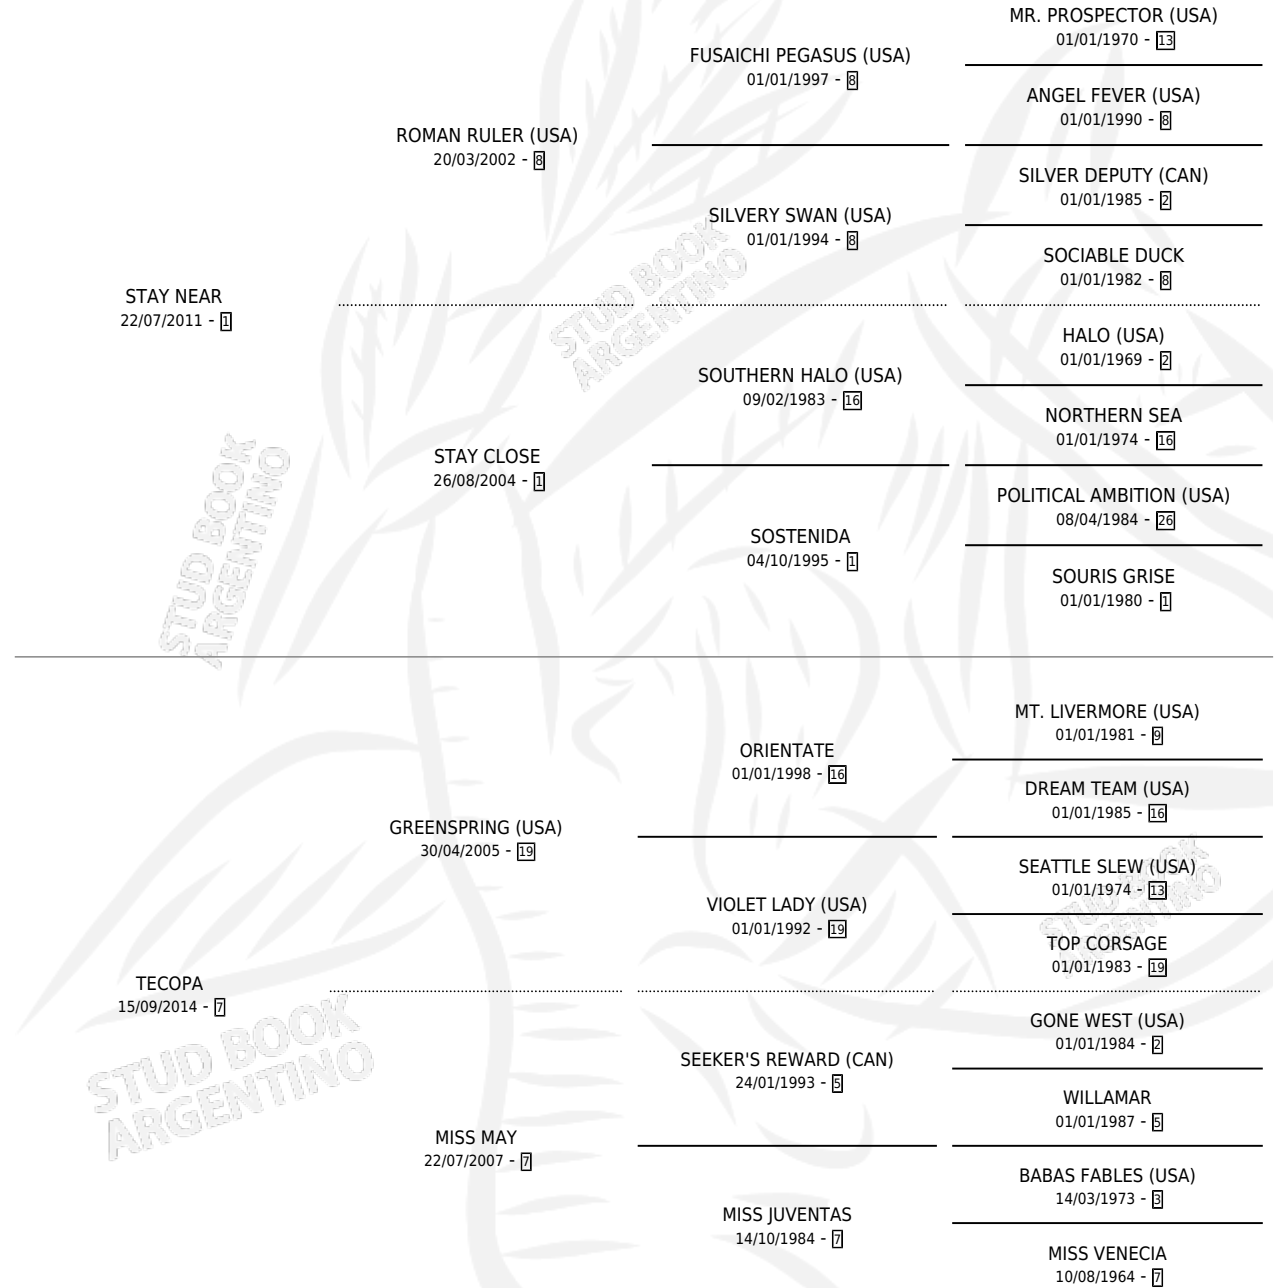 MR. PROSPECTOR (USA)
01/01/1970 - 13
FUSAICHI PEGASUS (USA)
01/01/1997 - 8
ANGEL FEVER (USA)
01/01/1990 - 8
ROMAN RULER (USA)
20/03/2002 - 8
SILVER DEPUTY (CAN)
01/01/1985 - 2
SILVERY SWAN (USA)
01/01/1994 - 8
SOCIABLE DUCK
01/01/1982 - 8
STUD BOOK
ARGENTINO
STAY NEAR
22/07/2011 - 1
HALO (USA)
01/01/1969 - 2
SOUTHERN HALO (USA)
09/02/1983 - 16
NORTHERN SEA
01/01/1974 - 16
STAY CLOSE
26/08/2004 - 1
POLITICAL AMBITION (USA)
08/04/1984 - 26
SOSTENIDA
04/10/1995 - 1
SOURIS GRISE
01/01/1980 - 1
STUD BOOK
ARGENTINO
MT. LIVERMORE (USA)
01/01/1981 - 9
ORIENTATE
01/01/1998 - 16
DREAM TEAM (USA)
01/01/1985 - 16
GREENSPRING (USA)
30/04/2005 - 19
SEATTLE SLEW (USA)
01/01/1974 - 13
VIOLET LADY (USA)
01/01/1992 - 19
TOP CORSAGE
01/01/1983 - 19
STUD BOOK
ARGENTINO
TECOPA
15/09/2014 - 7
GONE WEST (USA)
01/01/1984 - 2
SEEKER'S REWARD (CAN)
24/01/1993 - 5
WILLAMAR
01/01/1987 - 5
STUD BOOK
ARGENTINO
MISS MAY
22/07/2007 - 7
BABAS FABLES (USA)
14/03/1973 - 3
MISS JUVENTAS
14/10/1984 - 7
MISS VENECIA
10/08/1964 - 7